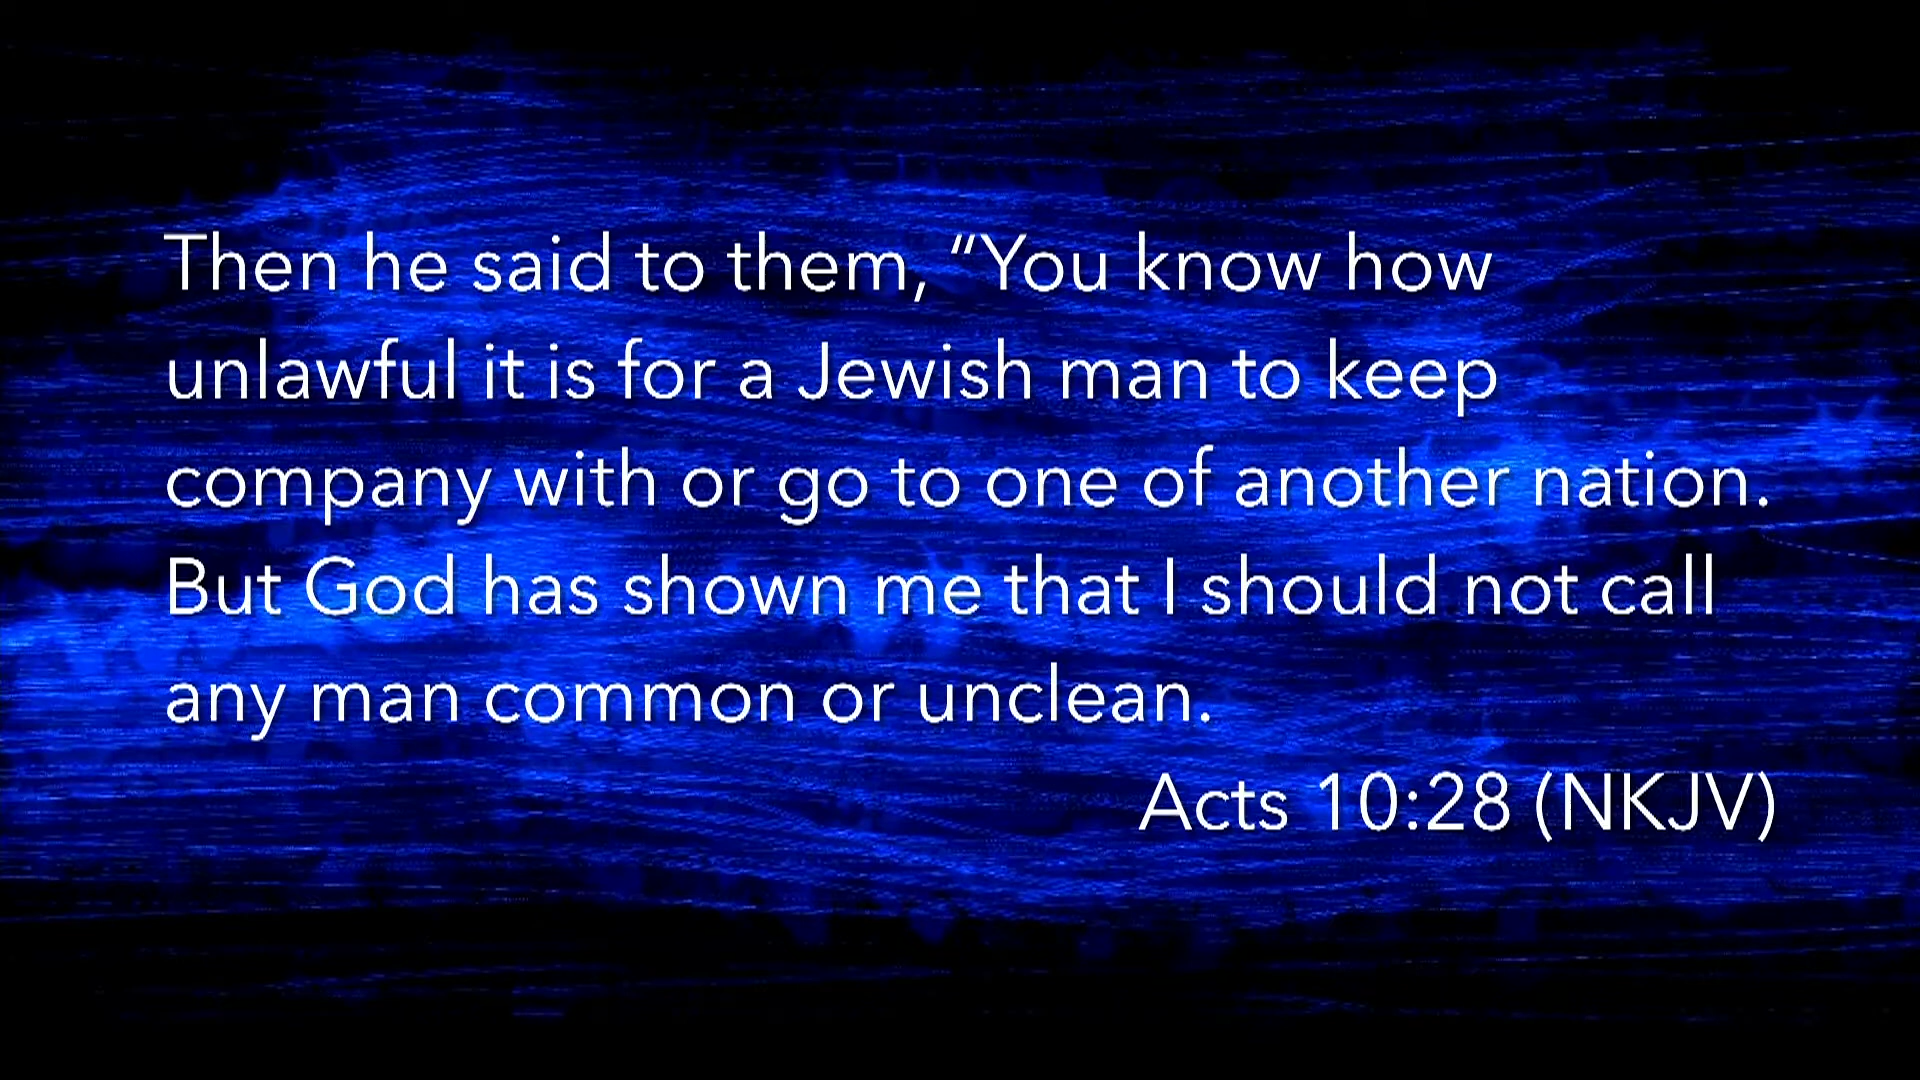 Then he said to them, “You know how
unlawful it is for a Jewish man to keep
company with or go to one of another nation.
But God has shown me that I should not call
any man common or unclean.
Acts 10:28 (NKJV)